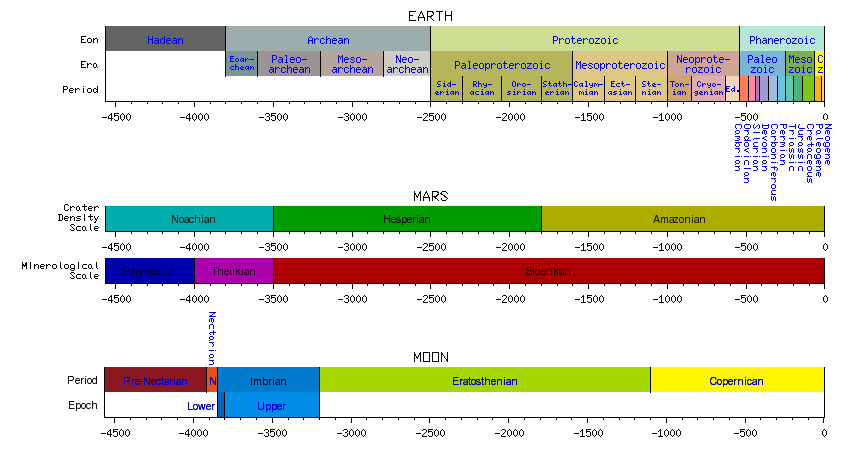 EARTH
Eon Hadean Archean Proterozoic Phanerozoic
Era Eoar-chean Paleo-archean Meso-archean Neo-archean Paleoproterozoic Mesoproterozoic Neoprote-rozoic Paleo zoic Meso zoic C z
Period Sid-erian Rhy-acian Oro-sirian Stath-erian Calym-mian Ect-asian Ste-nian Ton-ian Cryo-genian Ed.
-4500 -4000 -3500 -3000 -2500 -2000 -1500 -1000 -500 0
Cambrian
Ordovician
Silurian
Devonian
Carboniferous
Permian
Triassic
Jurassic
Cretaceous
Paleogene
Neogene
MARS
Crater
Density
Scale
Noachian Hesperian Amazonian
-4500 -4000 -3500 -3000 -2500 -2000 -1500 -1000 -500 0
Minerological
Scale
Phyllocian Theiikian Siderikan
-4500 -4000 -3500 -3000 -2500 -2000 -1500 -1000 -500 0
Nectarian
MOON
Period Pre-Nectarian N Imbrian Eratosthenian Copernican
Epoch Lower Upper
-4500 -4000 -3500 -3000 -2500 -2000 -1500 -1000 -500 0